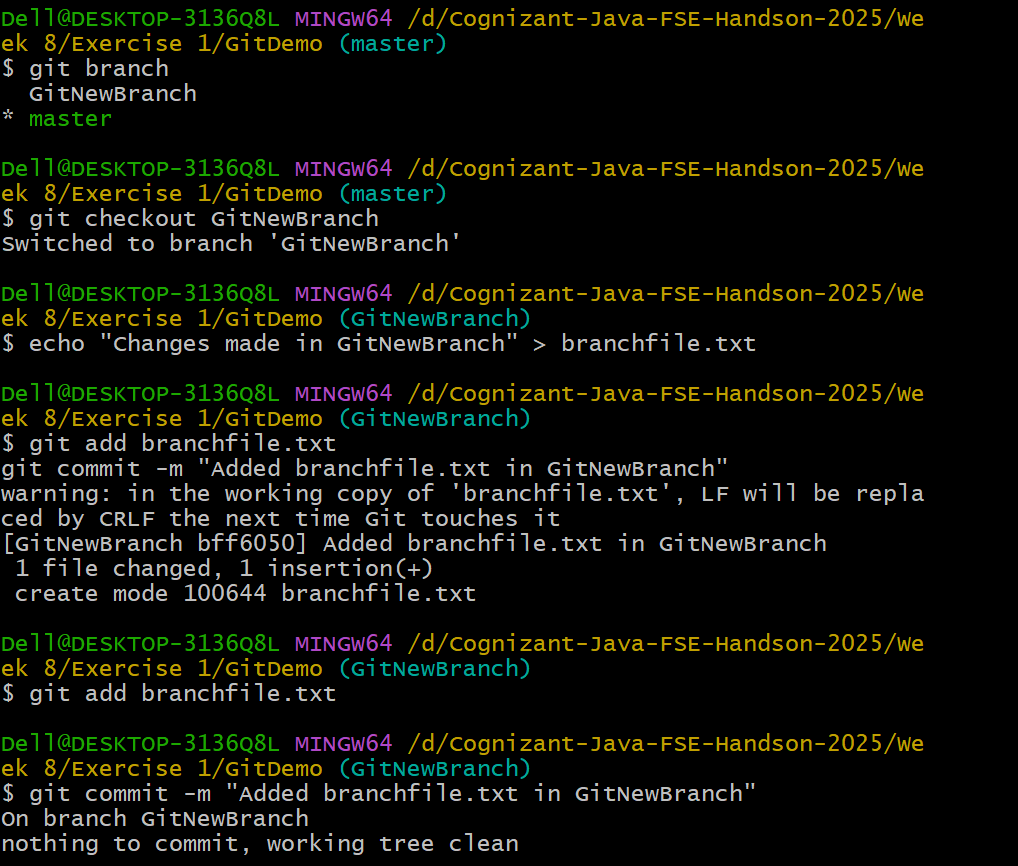 Dell@DESKTOP-3136Q8L MINGW64 /d/Cognizant-Java-FSE-Handson-2025/We
ek 8/Exercise 1/GitDemo (master)
$ git branch
  GitNewBranch
* master

Dell@DESKTOP-3136Q8L MINGW64 /d/Cognizant-Java-FSE-Handson-2025/We
ek 8/Exercise 1/GitDemo (master)
$ git checkout GitNewBranch
Switched to branch 'GitNewBranch'

Dell@DESKTOP-3136Q8L MINGW64 /d/Cognizant-Java-FSE-Handson-2025/We
ek 8/Exercise 1/GitDemo (GitNewBranch)
$ echo "Changes made in GitNewBranch" > branchfile.txt

Dell@DESKTOP-3136Q8L MINGW64 /d/Cognizant-Java-FSE-Handson-2025/We
ek 8/Exercise 1/GitDemo (GitNewBranch)
$ git add branchfile.txt
git commit -m "Added branchfile.txt in GitNewBranch"
warning: in the working copy of 'branchfile.txt', LF will be repla
ced by CRLF the next time Git touches it
[GitNewBranch bff6050] Added branchfile.txt in GitNewBranch
 1 file changed, 1 insertion(+)
 create mode 100644 branchfile.txt

Dell@DESKTOP-3136Q8L MINGW64 /d/Cognizant-Java-FSE-Handson-2025/We
ek 8/Exercise 1/GitDemo (GitNewBranch)
$ git add branchfile.txt

Dell@DESKTOP-3136Q8L MINGW64 /d/Cognizant-Java-FSE-Handson-2025/We
ek 8/Exercise 1/GitDemo (GitNewBranch)
$ git commit -m "Added branchfile.txt in GitNewBranch"
On branch GitNewBranch
nothing to commit, working tree clean